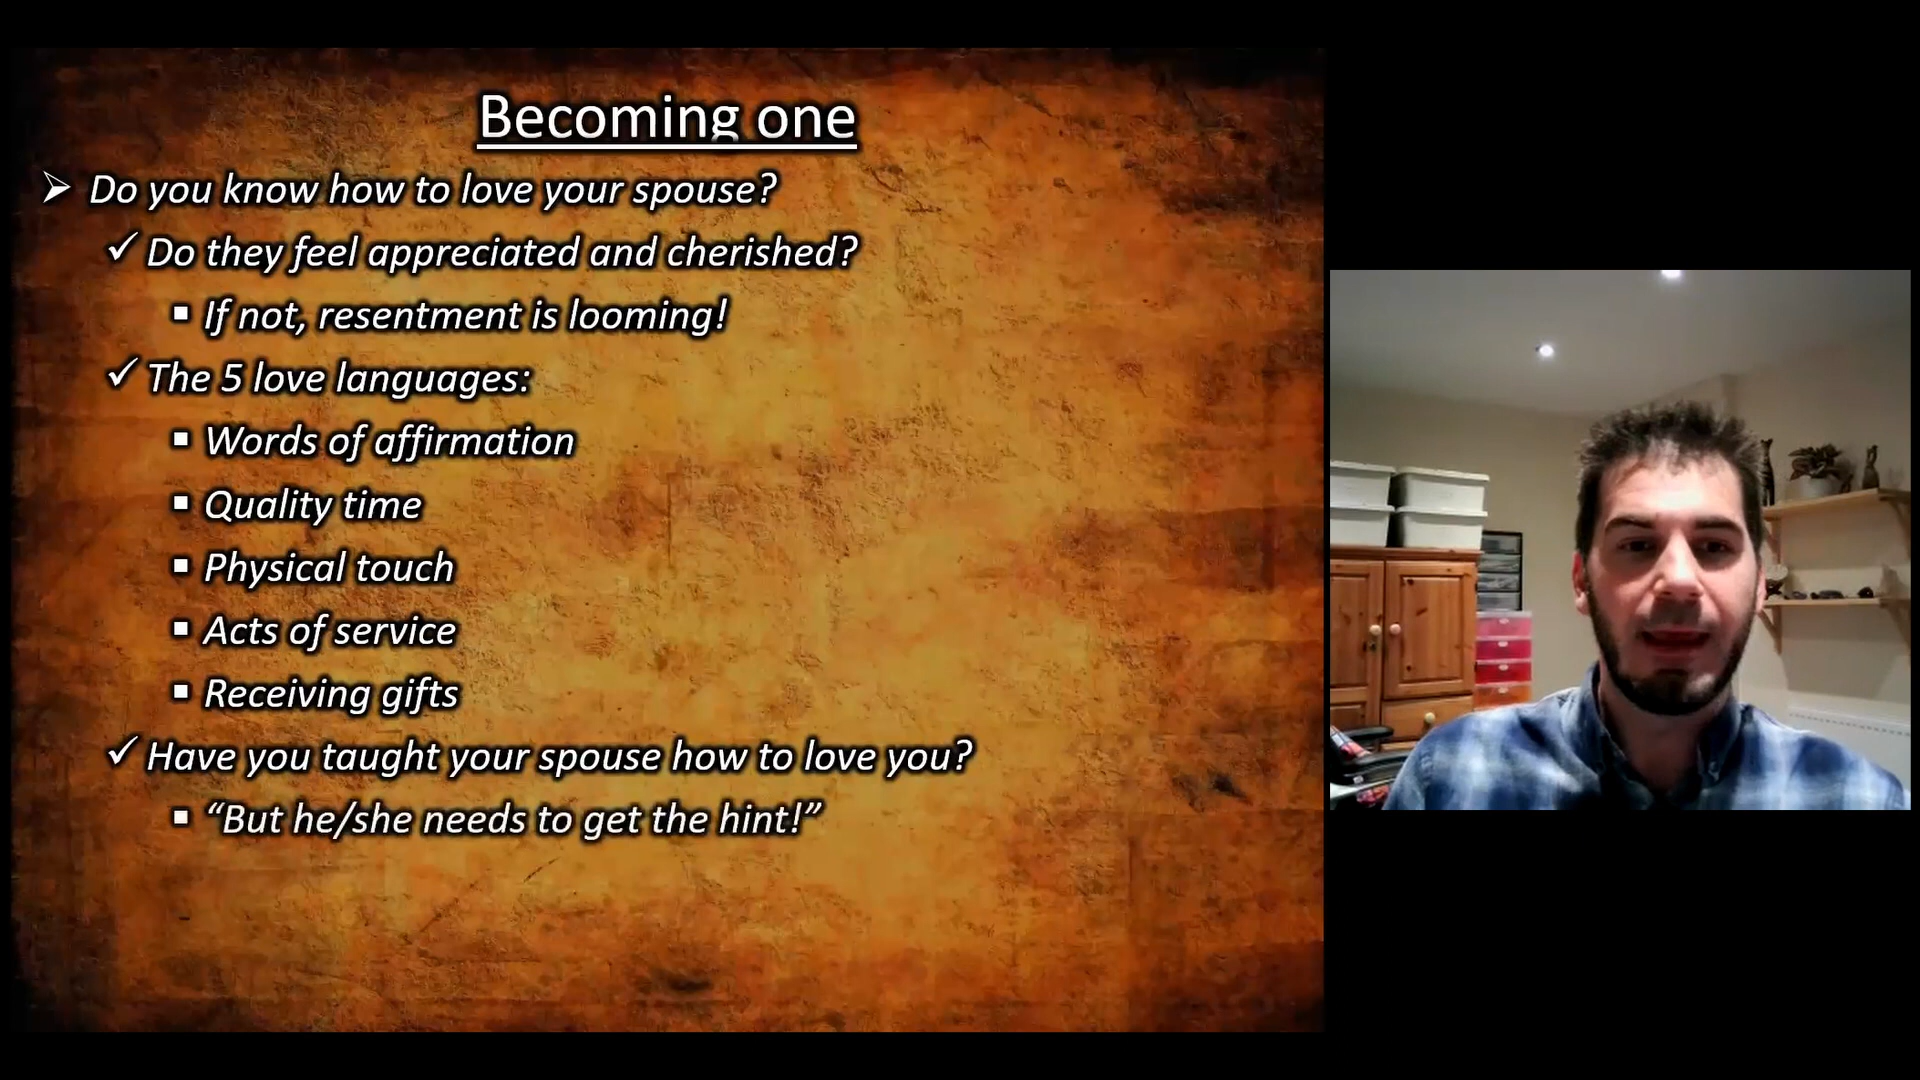 Becoming one
Do you know how to love your spouse?
Do they feel appreciated and cherished?
If not, resentment is looming!
The 5 love languages:
Words of affirmation
Quality time
Physical touch
Acts of service
Receiving gifts
Have you taught your spouse how to love you?
“But he/she needs to get the hint!”